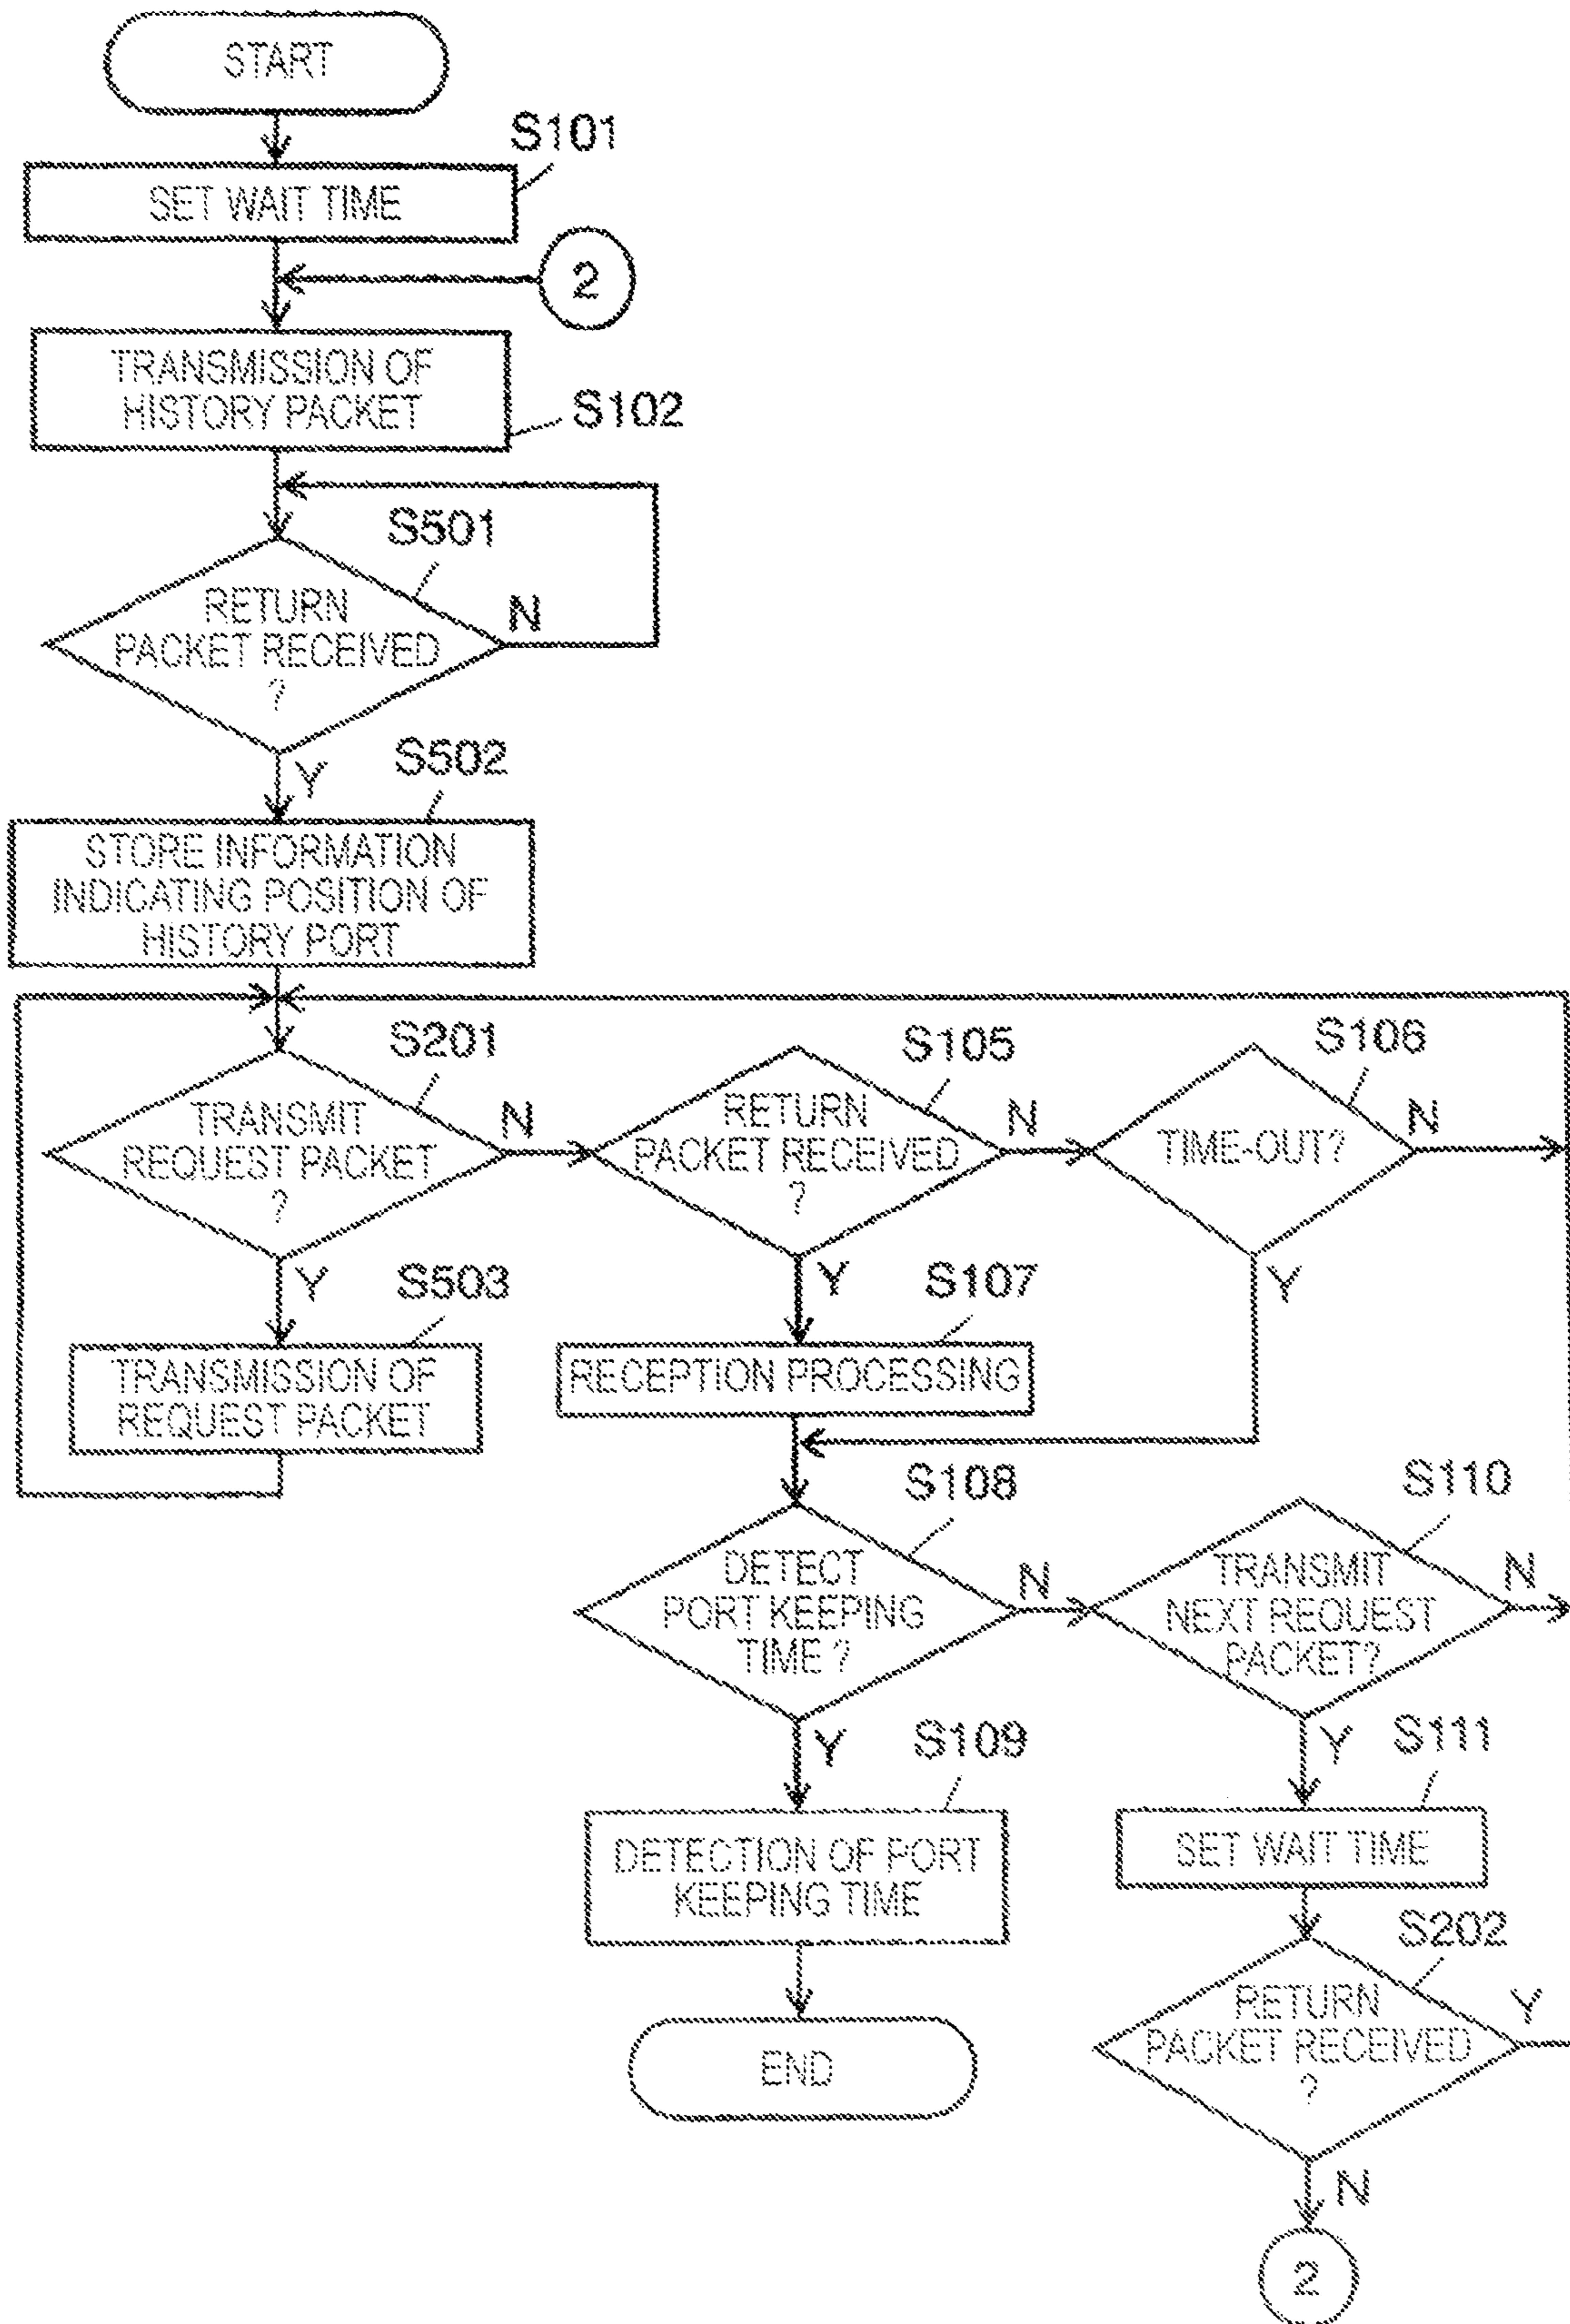 START
S101
SET WAIT TIME
2
TRANSMISSION OF
HISTORY PACKET
S102
S501
RETURN
PACKET RECEIVED
?
N
Y
S502
STORE INFORMATION
INDICATING POSITION OF
HISTORY PORT
S201
TRANSMIT
REQUEST PACKET
?
N
Y
S105
RETURN
PACKET RECEIVED
?
N
Y
S106
TIME-OUT?
N
Y
S503
TRANSMISSION OF
REQUEST PACKET
S107
RECEPTION PROCESSING
S108
DETECT
PORT KEEPING
TIME ?
N
Y
S110
TRANSMIT
NEXT REQUEST
PACKET?
N
Y
S109
DETECTION OF PORT
KEEPING TIME
S111
SET WAIT TIME
END
S202
RETURN
PACKET RECEIVED
?
Y
N
2